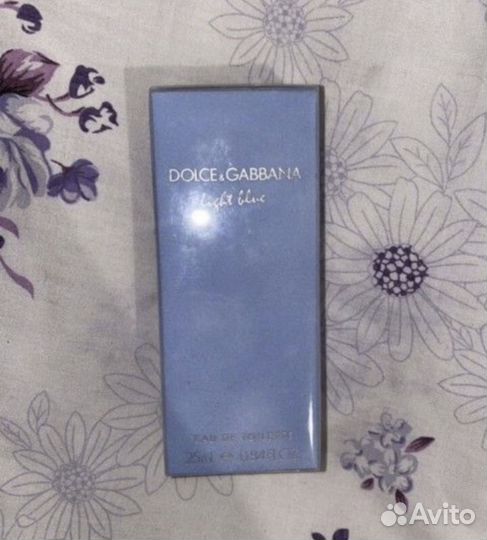 DOLCE&GABBANA
light blue
EAU DE TOILETTE
25ml ℮ 0.84 Fl. Oz.
Avito